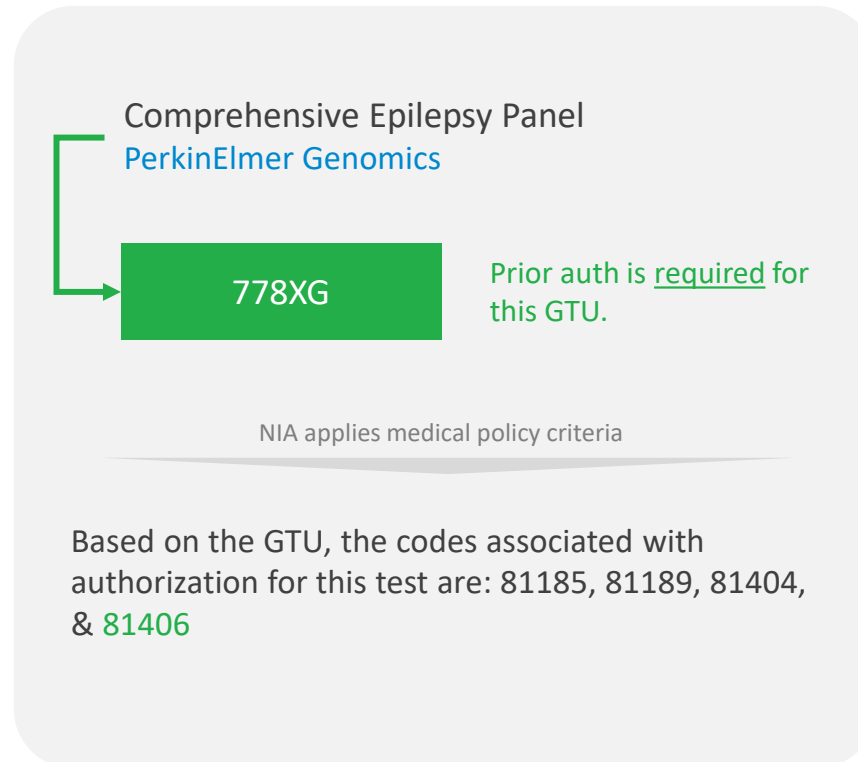 Comprehensive Epilepsy Panel
PerkinElmer Genomics
778XG
Prior auth is required for
this GTU.
NIA applies medical policy criteria
Based on the GTU, the codes associated with
authorization for this test are: 81185, 81189, 81404,
& 81406